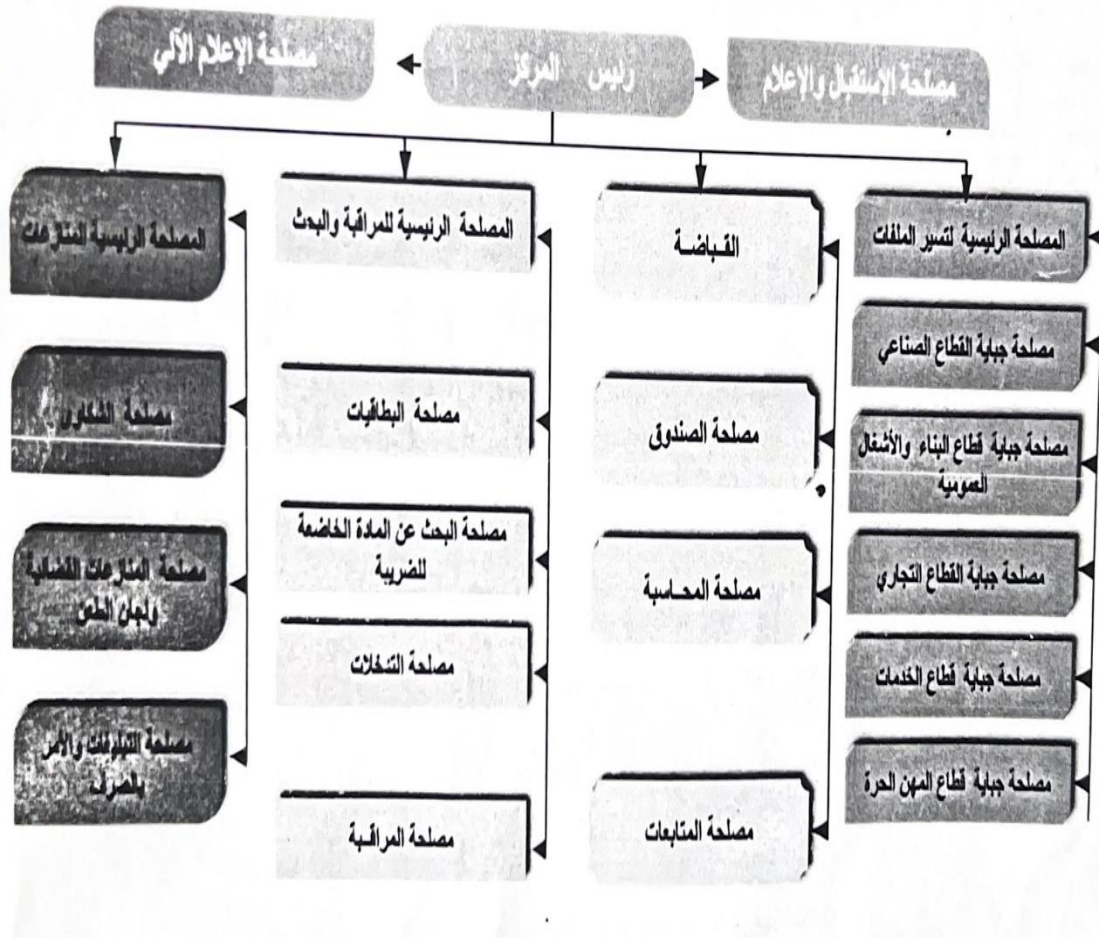 مصلحة الإستقبال والإعلام
رئيس المركز
مصلحة الإعلام الآلي
المصلحة الرئيسية لتسير الملفات
مصلحة جباية القطاع الصناعي
مصلحة جباية قطاع البناء والأشغال
العمومية
مصلحة جباية القطاع التجاري
مصلحة جباية قطاع الخدمات
مصلحة جباية قطاع المهن الحرة
القباضة
مصلحة الصندوق
مصلحة المحاسبة
مصلحة المتابعات
المصلحة الرئيسية للمراقبة والبحث
مصلحة البطاقيات
مصلحة البحث عن المادة الخاضعة
للضريبة
مصلحة التدخلات
مصلحة المراقبة
المصلحة الرئيسية المنازعات
مصلحة الشكاوى
مصلحة المنازعات القضائية
ولجان الطعن
مصلحة التبليغات والأمر
بالصرف